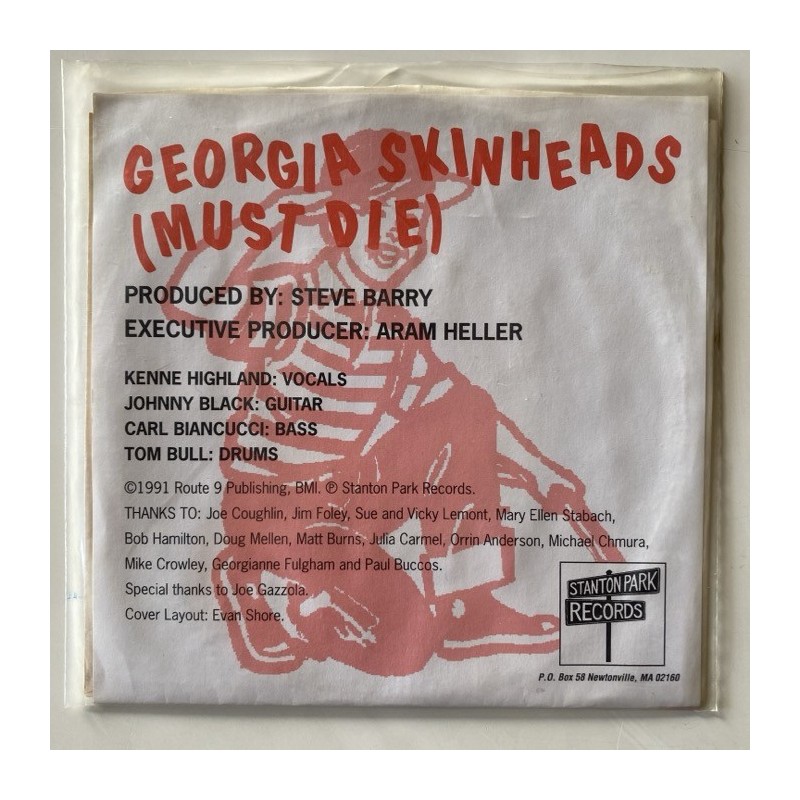 GEORGIA SKINHEADS
(MUST DIE)
PRODUCED BY: STEVE BARRY
EXECUTIVE PRODUCER: ARAM HELLER
KENNE HIGHLAND: VOCALS
JOHNNY BLACK: GUITAR
CARL BIANCUCCI: BASS
TOM BULL: DRUMS
©1991 Route 9 Publishing, BMI. ℗ Stanton Park Records.
THANKS TO: Joe Coughlin, Jim Foley, Sue and Vicky Lemont, Mary Ellen Stabach,
Bob Hamilton, Doug Mellen, Matt Burns, Julia Carmel, Orrin Anderson, Michael Chmura,
Mike Crowley, Georgianne Fulgham and Paul Buccos.
Special thanks to Joe Gazzola.
Cover Layout: Evan Shore.
STANTON PARK
RECORDS
P.O. Box 58 Newtonville, MA 02160